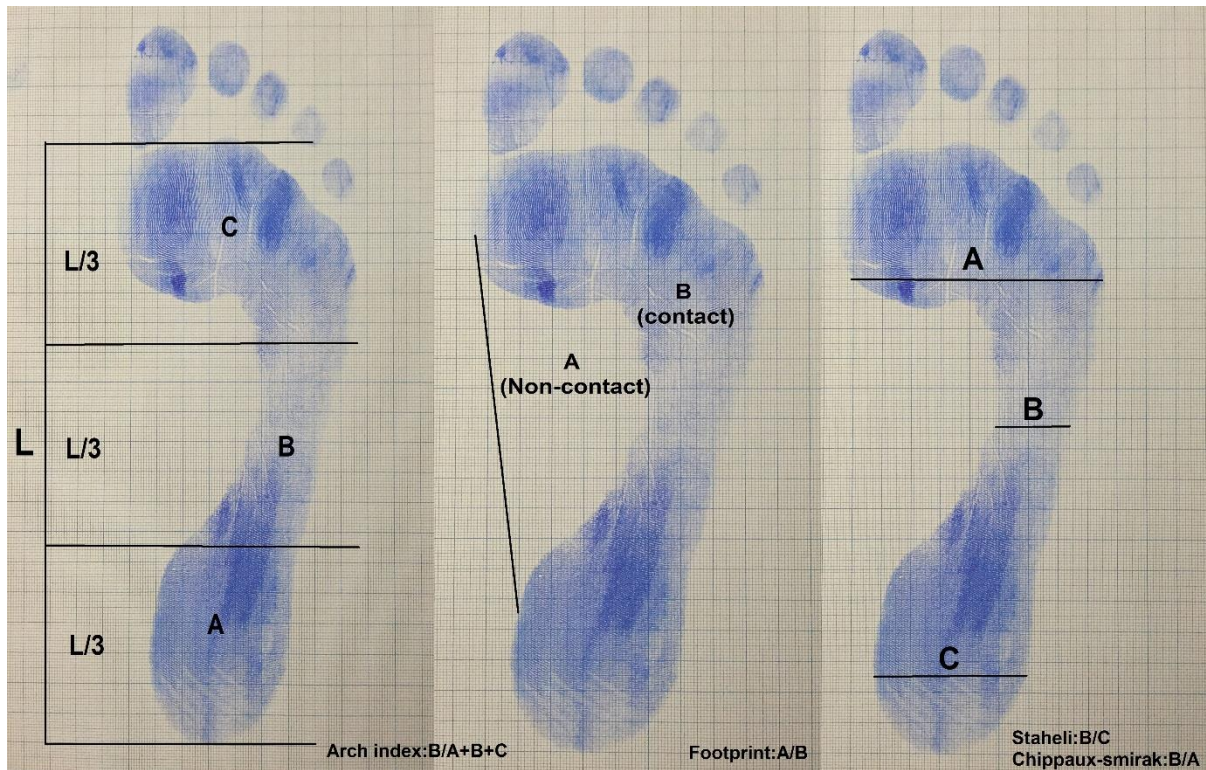 C
L/3
L
L/3
B
A
L/3
Arch index:B/A+B+C
B
(contact)
A
(Non-contact)
Footprint:A/B
A
B
C
Staheli:B/C
Chippaux-smirak:B/A